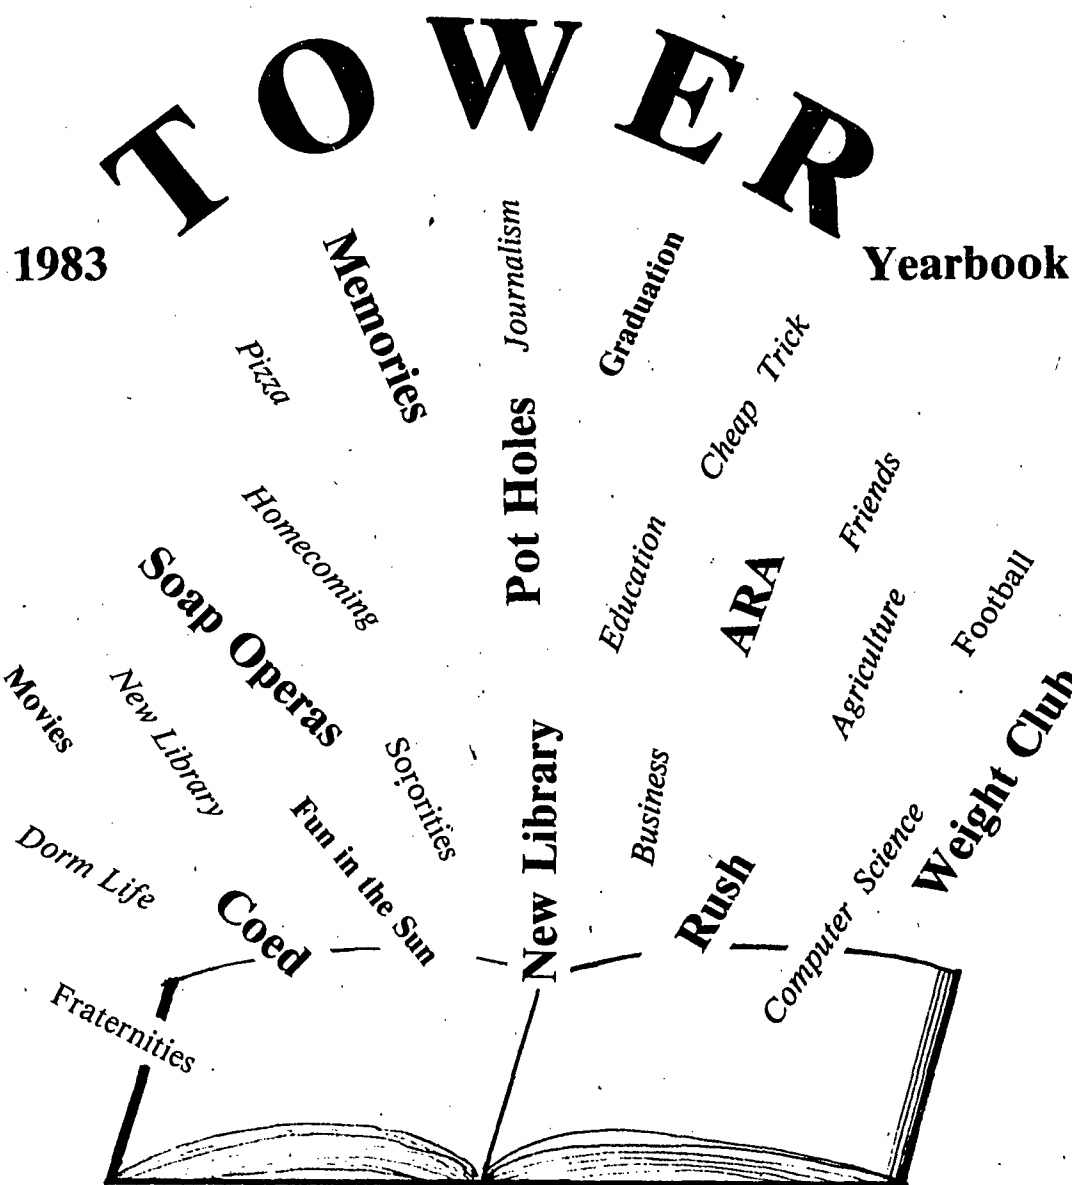 TOWER
1983
Yearbook
Memories
Journalism
Graduation
Pizza
Cheap Trick
Pot Holes
Friends
Homecoming
Education
ARA
Soap Operas
Football
Agriculture
Movies
New Library
Weight Club
Sororities
New Library
Business
Fun in the Sun
Computer Science
Dorm Life
Coed
Rush
Fraternities